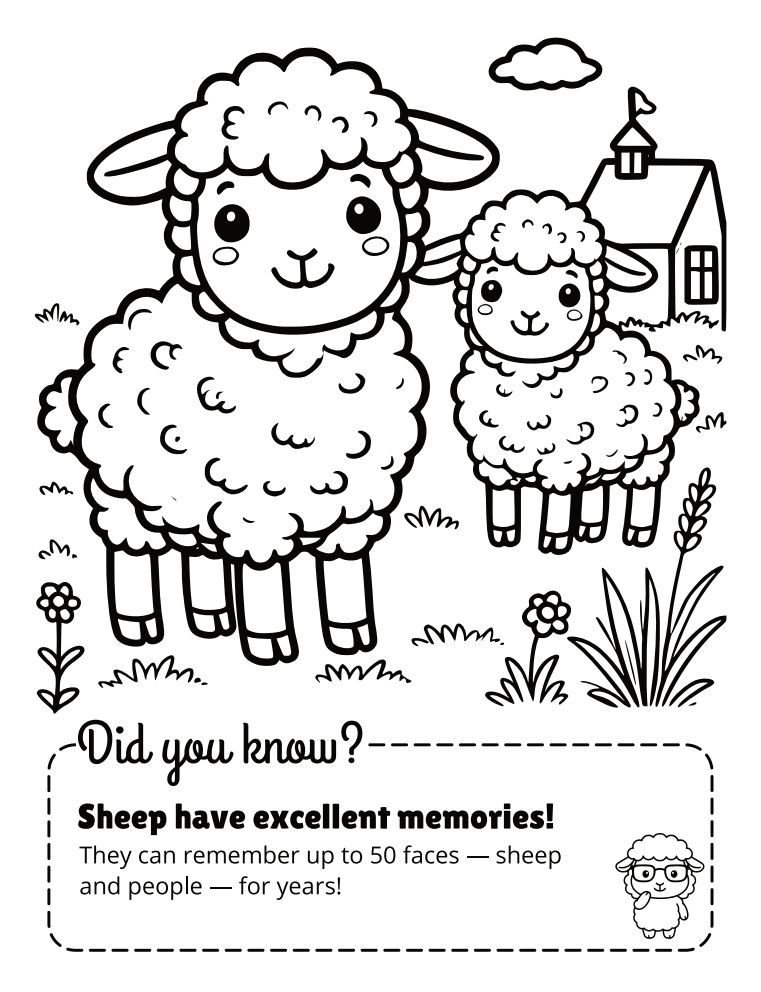 Did you know?
Sheep have excellent memories!
They can remember up to 50 faces — sheep
and people — for years!